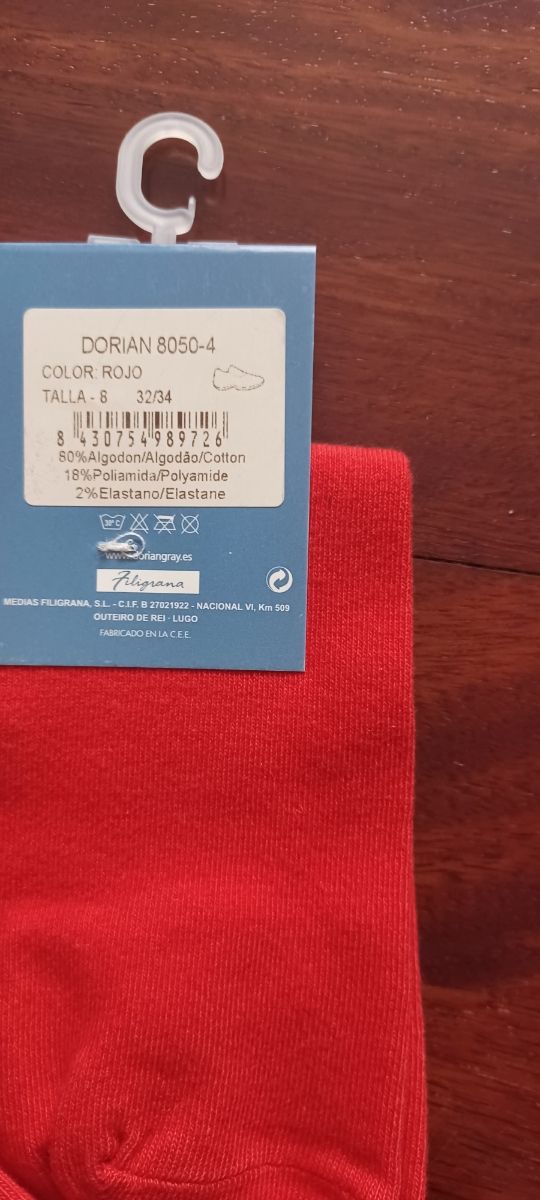 DORIAN 8050-4
COLOR: ROJO
TALLA - 8 32/34
8 430754 989726
80%Algodon/Algodão/Cotton
18%Poliamida/Polyamide
2%Elastano/Elastane
30° C
www.doriangray.es
Filigrana
MEDIAS FILIGRANA, S.L. - C.I.F. B 27021922 - NACIONAL VI, Km 509
OUTEIRO DE REI · LUGO
FABRICADO EN LA C.E.E.